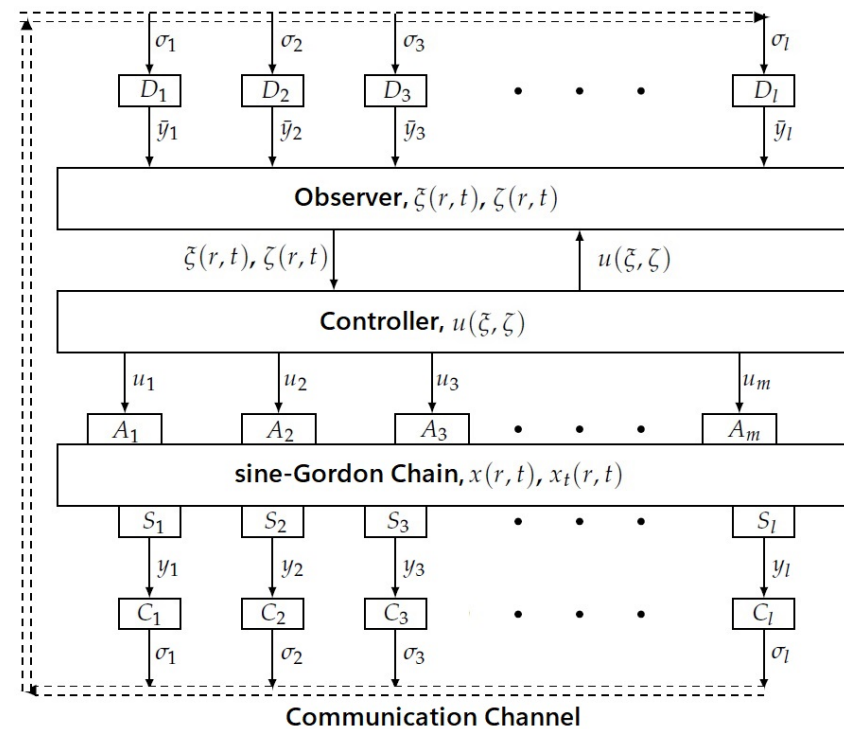 σ₁ σ₂ σ₃ σₗ
D₁ D₂ D₃ • • • Dₗ
ȳ₁ ȳ₂ ȳ₃ ȳₗ
Observer, ξ(r, t), ζ(r, t)
ξ(r, t), ζ(r, t) u(ξ, ζ)
Controller, u(ξ, ζ)
u₁ u₂ u₃ uₘ
A₁ A₂ A₃ • • • Aₘ
sine-Gordon Chain, x(r, t), xₜ(r, t)
S₁ S₂ S₃ • • • Sₗ
y₁ y₂ y₃ yₗ
C₁ C₂ C₃ • • • Cₗ
σ₁ σ₂ σ₃ σₗ
Communication Channel